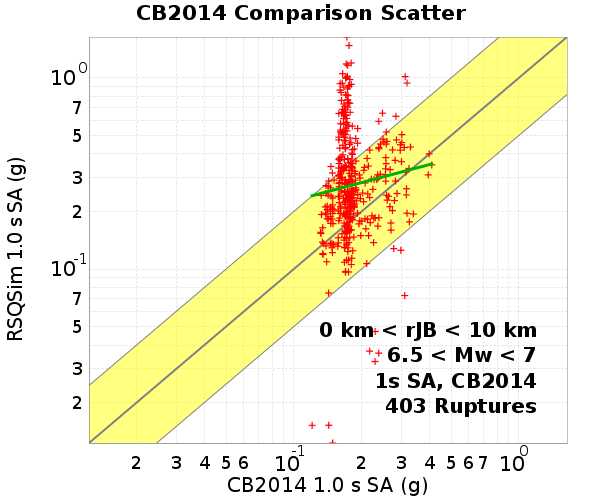 CB2014 Comparison Scatter
RSQSim 1.0 s SA (g)
10⁰
7
5
3
2
10⁻¹
7
5
3
2
0 km < rJB < 10 km
6.5 < Mw < 7
1s SA, CB2014
403 Ruptures
2 3 4 5 6 10⁻¹ 2 3 4 5 6 7 10⁰
CB2014 1.0 s SA (g)